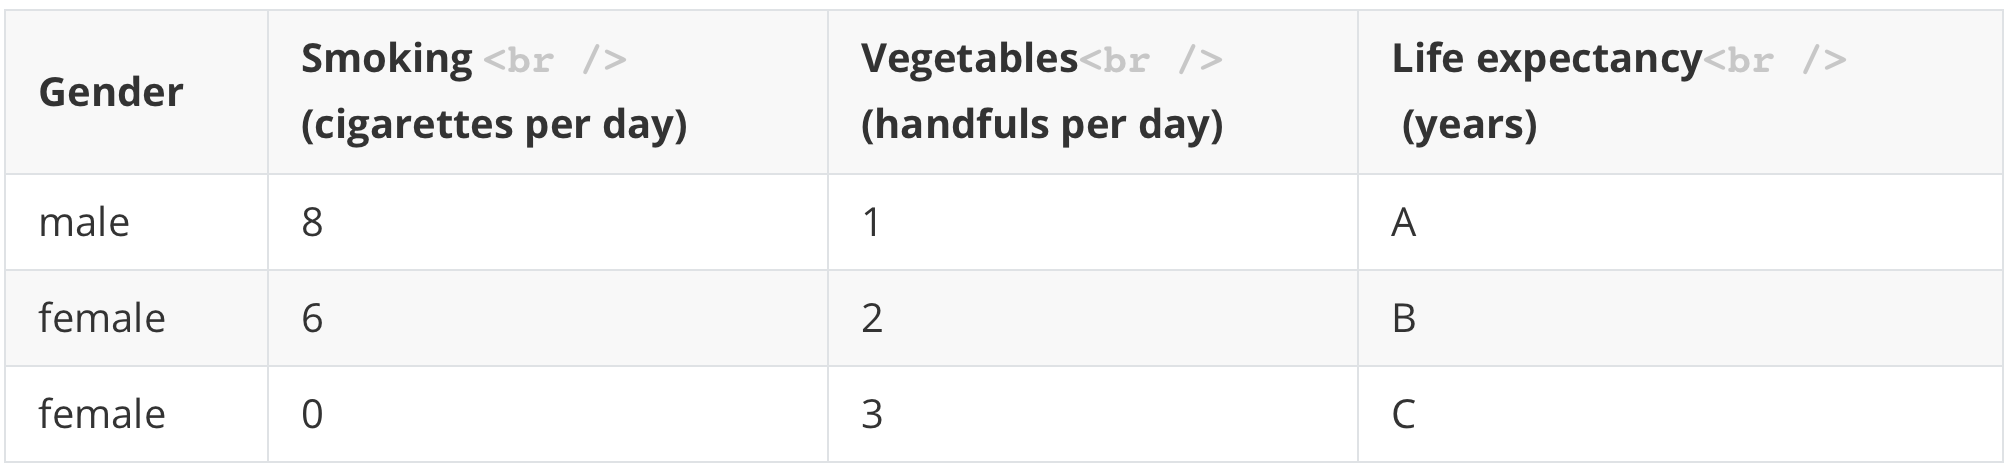 Gender Smoking <br /> (cigarettes per day) Vegetables<br /> (handfuls per day) Life expectancy<br /> (years)
male 8 1 A
female 6 2 B
female 0 3 C